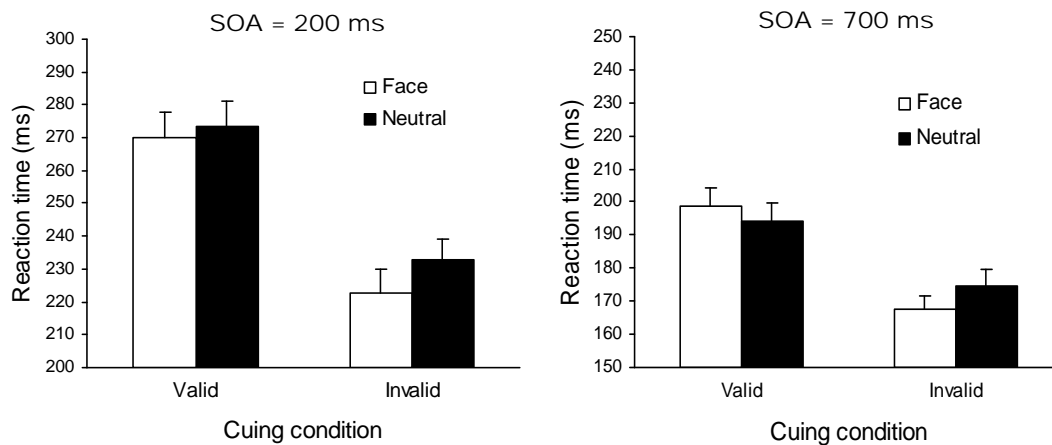 SOA = 200 ms
300
290
280
270
260
250
240
230
220
210
200
Reaction time (ms)
Face
Neutral
Valid Invalid
Cuing condition
SOA = 700 ms
250
240
230
220
210
200
190
180
170
160
150
Reaction time (ms)
Face
Neutral
Valid Invalid
Cuing condition